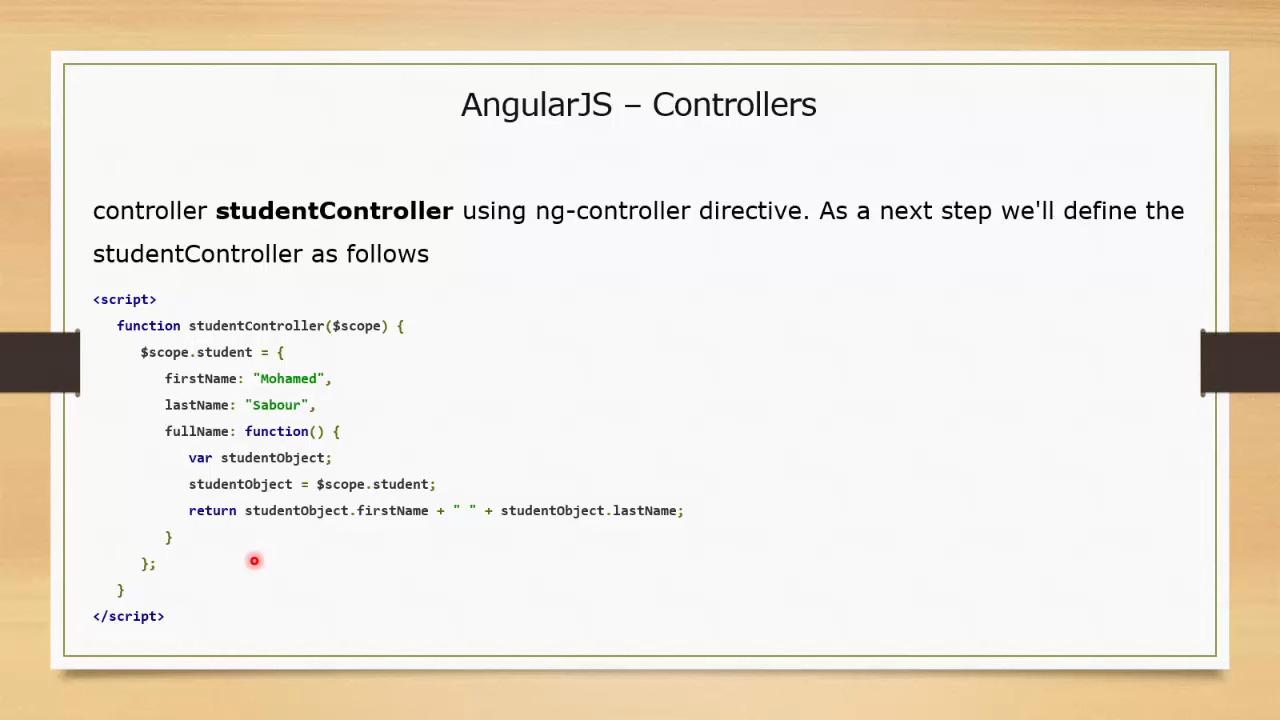 AngularJS – Controllers
controller studentController using ng-controller directive. As a next step we'll define the
studentController as follows
<script>
function studentController($scope) {
$scope.student = {
firstName: "Mohamed",
lastName: "Sabour",
fullName: function() {
var studentObject;
studentObject = $scope.student;
return studentObject.firstName + " " + studentObject.lastName;
}
};
}
</script>